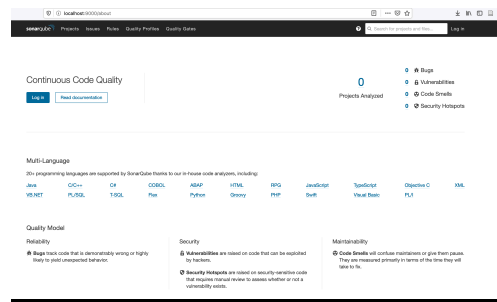 localhost:9000/about
sonarqube Projects Issues Rules Quality Profiles Quality Gates Search for projects and files... Log in
Continuous Code Quality
Log in Read documentation
0
Projects Analyzed
0 Bugs
0 Vulnerabilities
0 Code Smells
0 Security Hotspots
Multi-Language
20+ programming languages are supported by SonarQube thanks to our in-house code analyzers, including:
Java C/C++ C# COBOL ABAP HTML RPG JavaScript TypeScript Objective C XML
VB.NET PL/SQL T-SQL Flex Python Groovy PHP Swift Visual Basic PL/I
Quality Model
Reliability
Bugs track code that is demonstrably wrong or highly
likely to yield unexpected behavior.
Security
Vulnerabilities are raised on code that can be exploited
by hackers.
Security Hotspots are raised on security-sensitive code
that requires manual review to assess whether or not a
vulnerability exists.
Maintainability
Code Smells will confuse maintainers or give them pause.
They are measured primarily in terms of the time they will
take to fix.